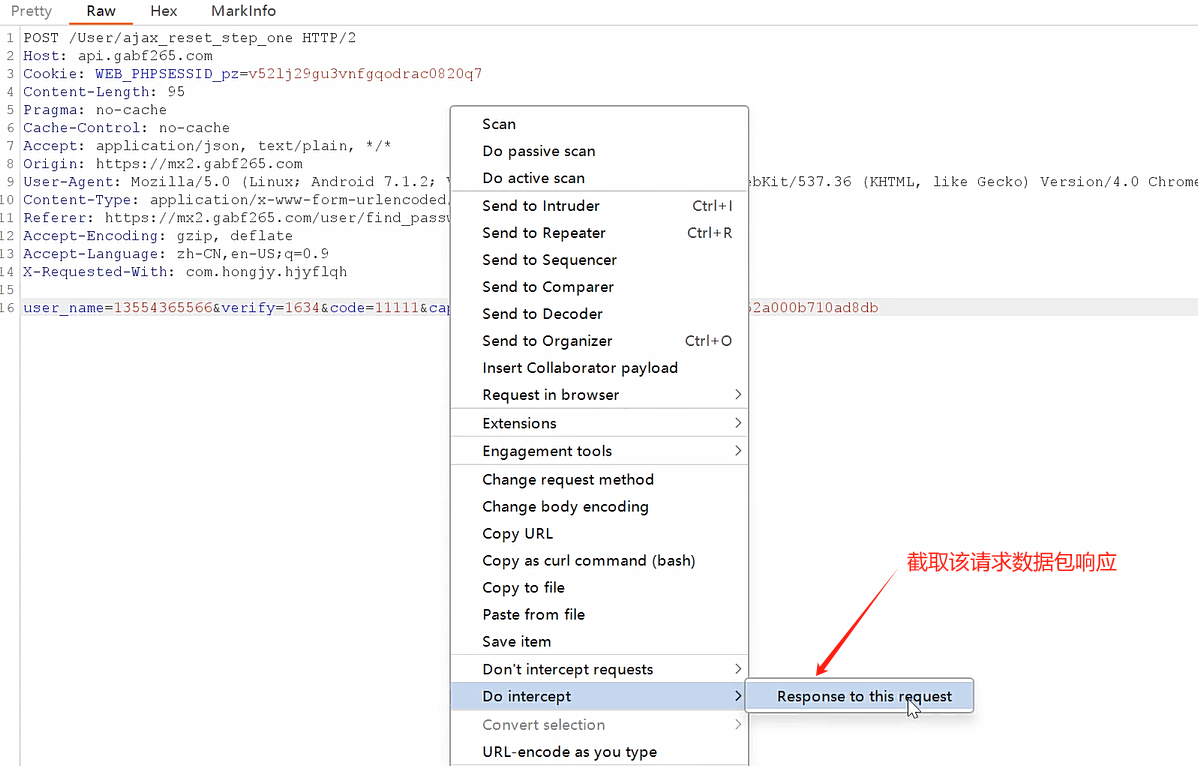 Pretty Raw Hex MarkInfo
1 POST /User/ajax_reset_step_one HTTP/2
2 Host: api.gabf265.com
3 Cookie: WEB_PHPSESSID_pz=v52lj29gu3vnfgqodrac0820q7
4 Content-Length: 95
5 Pragma: no-cache
6 Cache-Control: no-cache
7 Accept: application/json, text/plain, */*
8 Origin: https://mx2.gabf265.com
9 User-Agent: Mozilla/5.0 (Linux; Android 7.1.2; ebKit/537.36 (KHTML, like Gecko) Version/4.0 Chrome
10 Content-Type: application/x-www-form-urlencoded
11 Referer: https://mx2.gabf265.com/user/find_passw
12 Accept-Encoding: gzip, deflate
13 Accept-Language: zh-CN,en-US;q=0.9
14 X-Requested-With: com.hongjy.hjyflqh
15
16 user_name=13554365566&verify=1634&code=11111&cap 52a000b710ad8db
Scan
Do passive scan
Do active scan
Send to Intruder Ctrl+I
Send to Repeater Ctrl+R
Send to Sequencer
Send to Comparer
Send to Decoder
Send to Organizer Ctrl+O
Insert Collaborator payload
Request in browser
Extensions
Engagement tools
Change request method
Change body encoding
Copy URL
Copy as curl command (bash)
Copy to file
Paste from file
Save item
Don't intercept requests
Do intercept
Response to this request
Convert selection
URL-encode as you type
截取该请求数据包响应